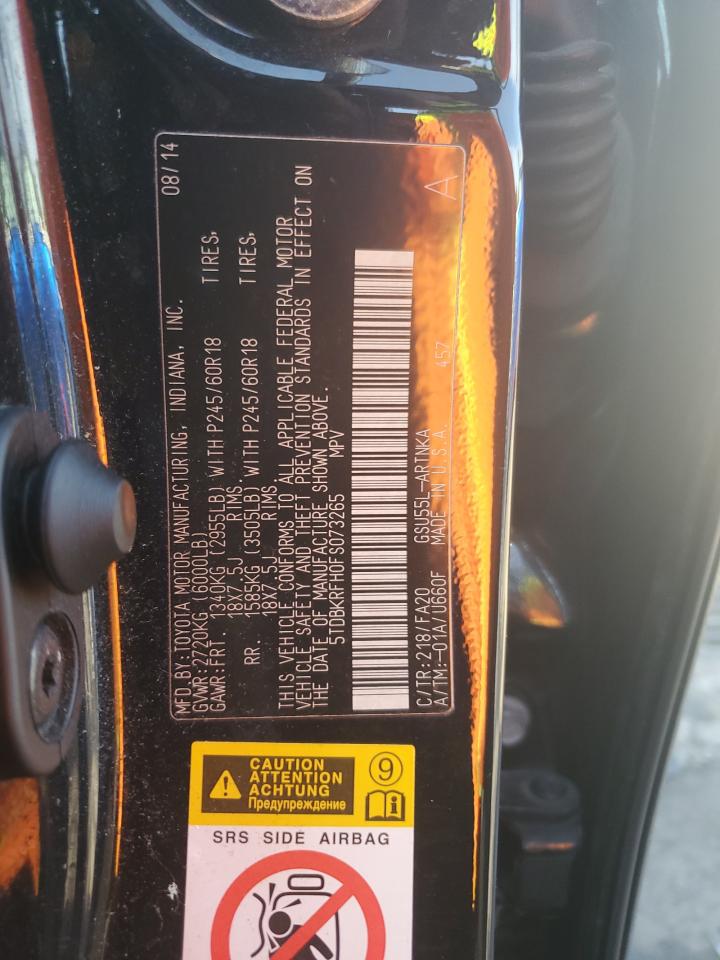 MFD.BY:TOYOTA MOTOR MANUFACTURING, INDIANA, INC. 08/14
GVWR:2720KG (6000LB)
GAWR:FRT. 1340KG (2955LB) WITH P245/60R18 TIRES,
18X7.5J RIMS.
RR. 1595KG (3505LB) WITH P245/60R18 TIRES,
18X7.5J RIMS.
THIS VEHICLE CONFORMS TO ALL APPLICABLE FEDERAL MOTOR
VEHICLE SAFETY AND THEFT PREVENTION STANDARDS IN EFFECT ON
THE DATE OF MANUFACTURE SHOWN ABOVE.
5TDBKRFH0FS073265 MPV
C/TR:218/FA20 GSU55L-ARTNKA
A/TM:-01A/U660F MADE IN U.S.A. 457 A
CAUTION
ATTENTION
ACHTUNG
Предупреждение
9
i
SRS SIDE AIRBAG